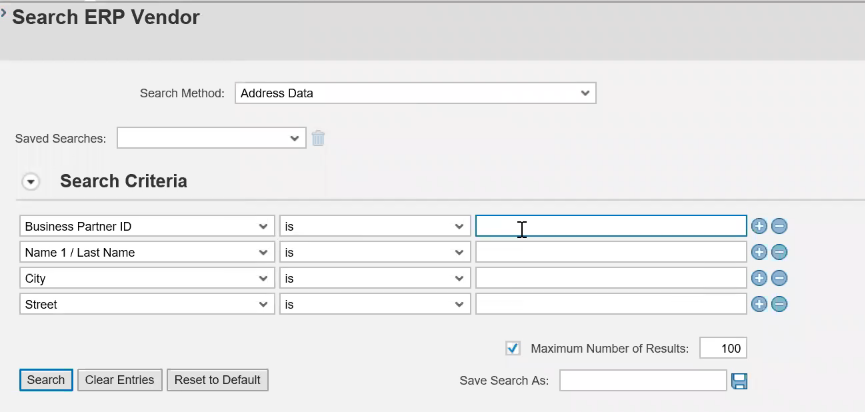 Search ERP Vendor
Search Method: Address Data
Saved Searches:
Search Criteria
Business Partner ID is
Name 1 / Last Name is
City is
Street is
Maximum Number of Results: 100
Search Clear Entries Reset to Default Save Search As: